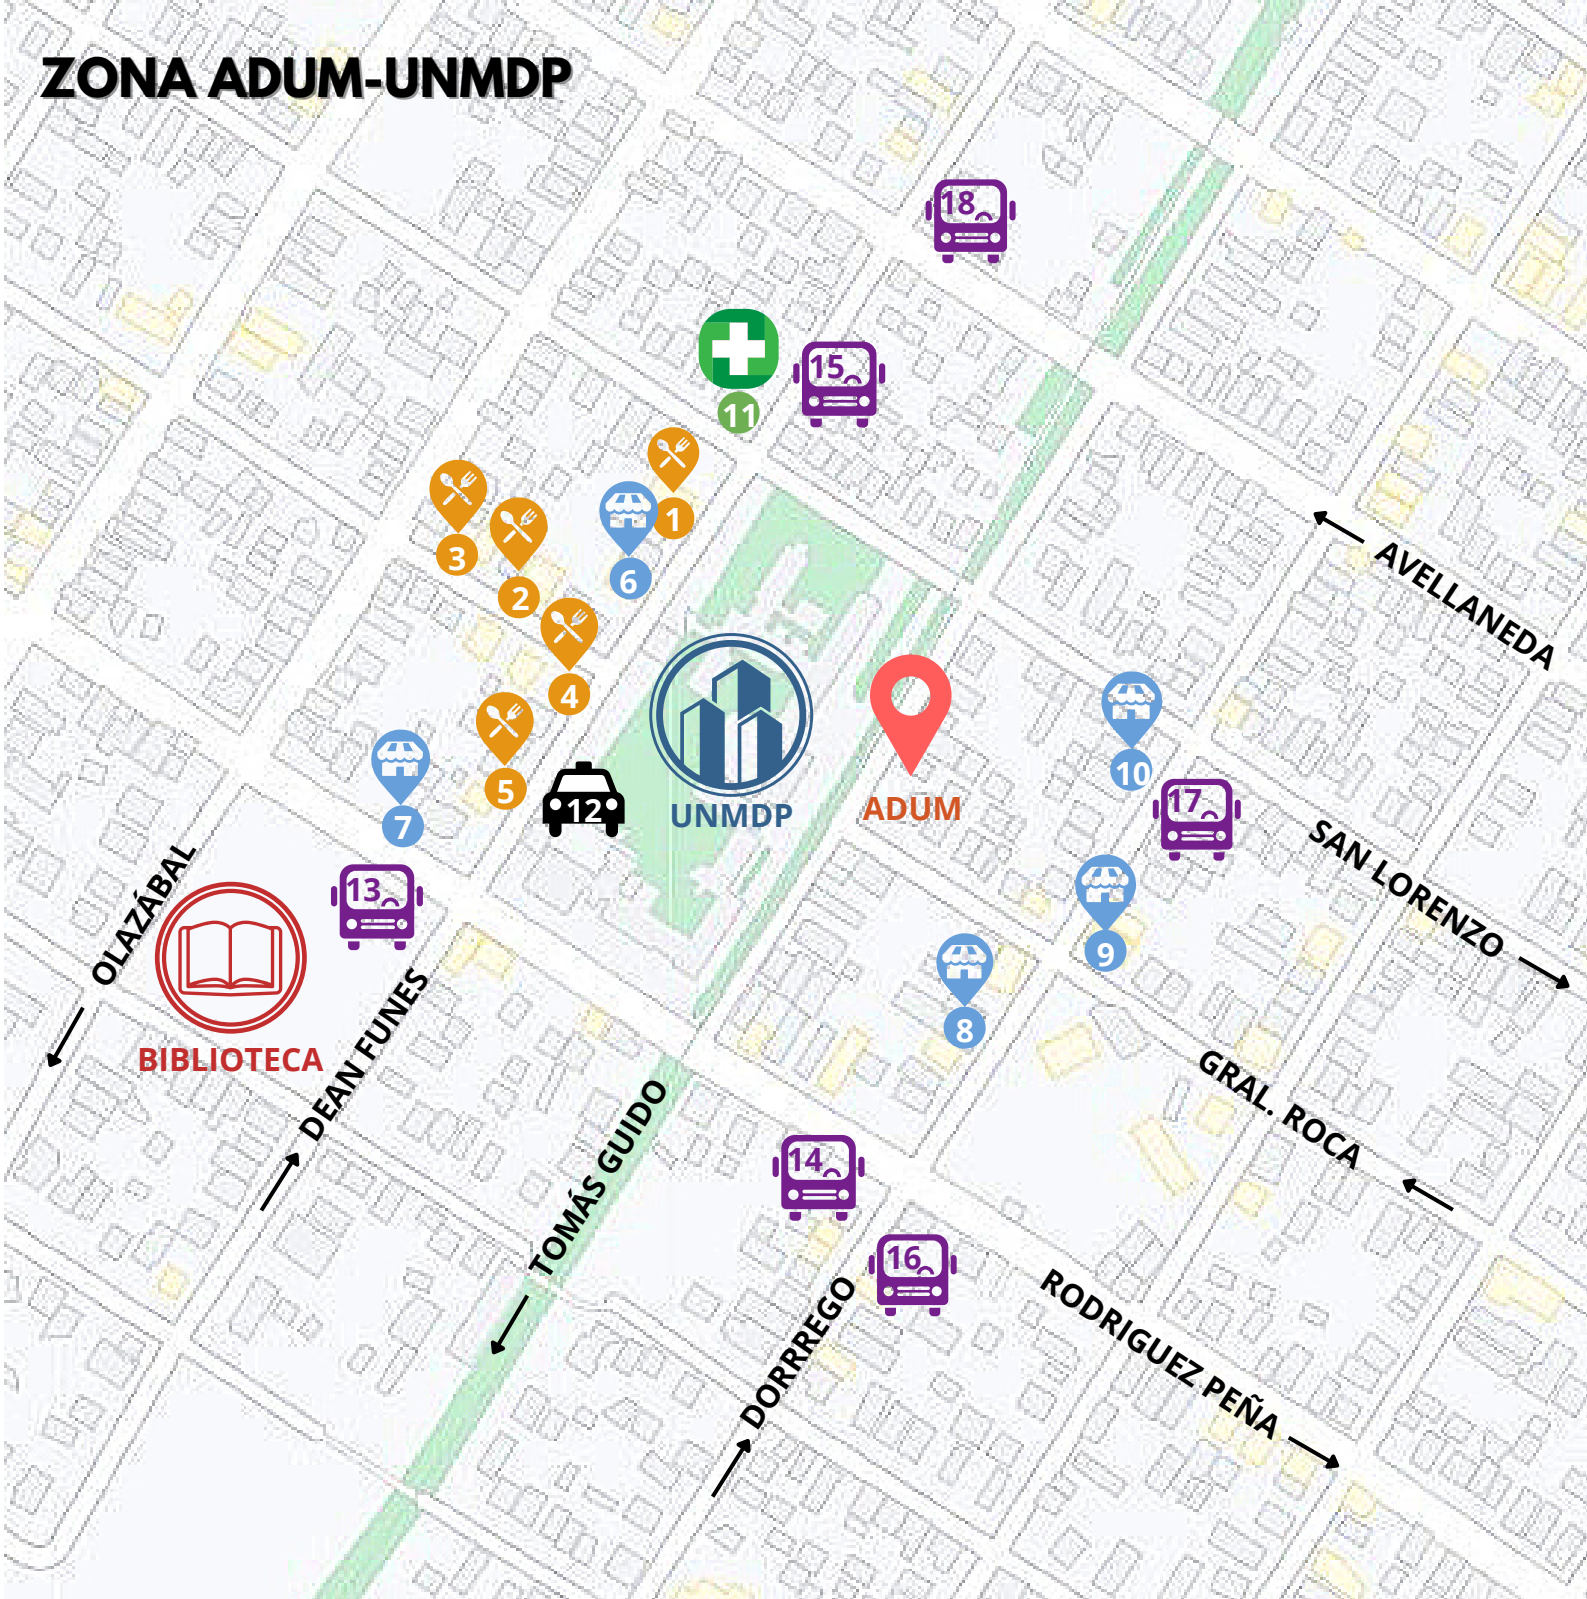 ZONA ADUM-UNMDP
18
15
11
1
3
6
2
4
5
12
UNMDP
ADUM
AVELLANEDA
10
17
7
13
9
8
SAN LORENZO
OLAZÁBAL
BIBLIOTECA
DEAN FUNES
GRAL. ROCA
TOMÁS GUIDO
14
16
DORRREGO
RODRIGUEZ PEÑA